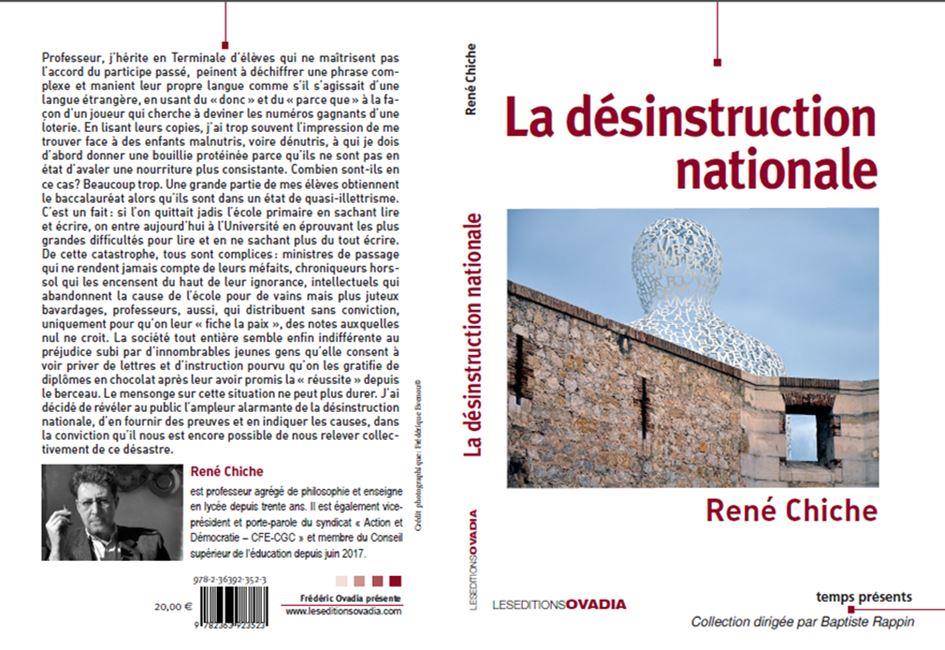 Professeur, j'hérite en Terminale d'élèves qui ne maîtrisent pas
l'accord du participe passé, peinent à déchiffrer une phrase com-
plexe et manient leur propre langue comme s'il s'agissait d'une
langue étrangère, en usant du « donc » et du « parce que » à la fa-
çon d'un joueur qui cherche à deviner les numéros gagnants d'une
loterie. En lisant leurs copies, j'ai trop souvent l'impression de me
trouver face à des enfants malnutris, voire dénutris, à qui je dois
d'abord donner une bouillie protéinée parce qu'ils ne sont pas en
état d'avaler une nourriture plus consistante. Combien sont-ils en
ce cas? Beaucoup trop. Une grande partie de mes élèves obtiennent
le baccalauréat alors qu'ils sont dans un état de quasi-illettrisme.
C'est un fait : si l'on quittait jadis l'école primaire en sachant lire
et écrire, on entre aujourd'hui à l'Université en éprouvant les plus
grandes difficultés pour lire et en ne sachant plus du tout écrire.
De cette catastrophe, tous sont complices : ministres de passage
qui ne rendent jamais compte de leurs méfaits, chroniqueurs hors-
sol qui les encensent du haut de leur ignorance, intellectuels qui
abandonnent la cause de l'école pour de vains mais plus juteux
bavardages, professeurs, aussi, qui distribuent sans conviction,
uniquement pour qu'on leur « fiche la paix », des notes auxquelles
nul ne croit. La société tout entière semble enfin indifférente au
préjudice subi par d'innombrables jeunes gens qu'elle consent à
voir priver de lettres et d'instruction pourvu qu'on les gratifie de
diplômes en chocolat après leur avoir promis la « réussite » depuis
le berceau. Le mensonge sur cette situation ne peut plus durer. J'ai
décidé de révéler au public l'ampleur alarmante de la désinstruction
nationale, d'en fournir des preuves et en indiquer les causes, dans
la conviction qu'il nous est encore possible de nous relever collec-
tivement de ce désastre.
René Chiche
est professeur agrégé de philosophie et enseigne
en lycée depuis trente ans. Il est également vice-
président et porte-parole du syndicat « Action et
Démocratie – CFE-CGC » et membre du Conseil
supérieur de l'éducation depuis juin 2017.
Crédit photographique: Frédérique Evenou©
978-2-36392-352-3
20,00 €
9 782363 923523
Frédéric Ovadia présente
www.leseditionsovadia.com
René Chiche
La désinstruction nationale
LESEDITIONSOVADIA
La désinstruction
nationale
René Chiche
LESEDITIONSOVADIA
temps présents
Collection dirigée par Baptiste Rappin